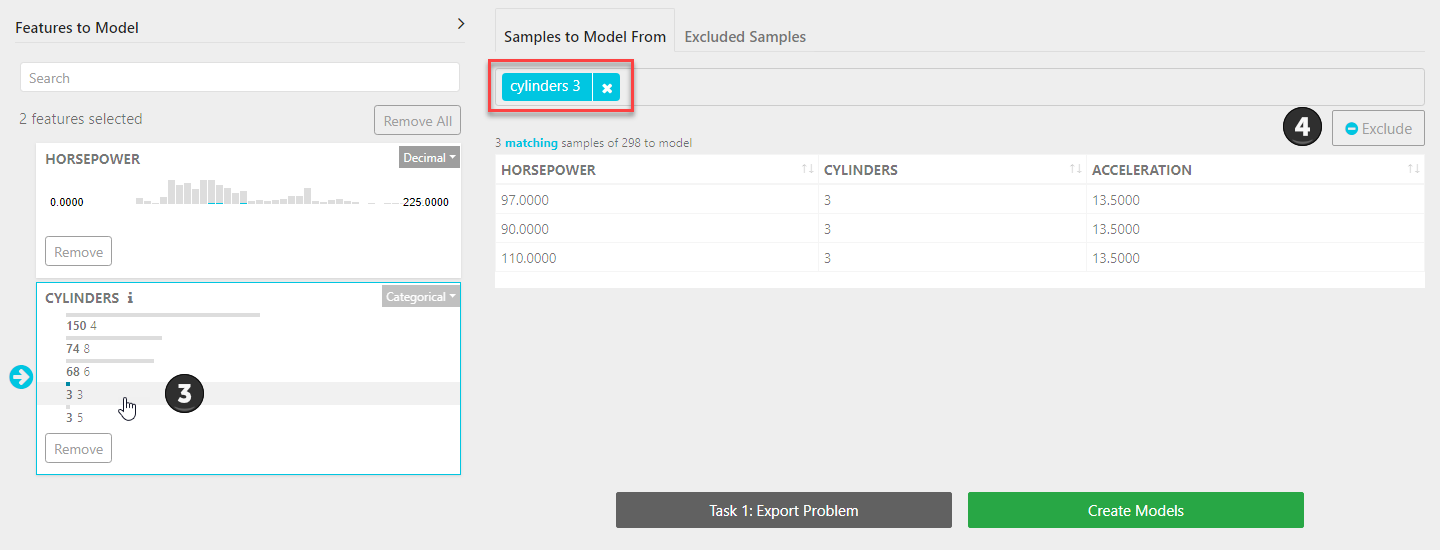 Features to Model
Search
2 features selected
Remove All
HORSEPOWER
Decimal
0.0000
225.0000
Remove
CYLINDERS i
Categorical
150 4
74 8
68 6
3 3
3
3 5
Remove
Samples to Model From
Excluded Samples
cylinders 3
4
Exclude
3 matching samples of 298 to model
HORSEPOWER CYLINDERS ACCELERATION
97.0000 3 13.5000
90.0000 3 13.5000
110.0000 3 13.5000
Task 1: Export Problem
Create Models